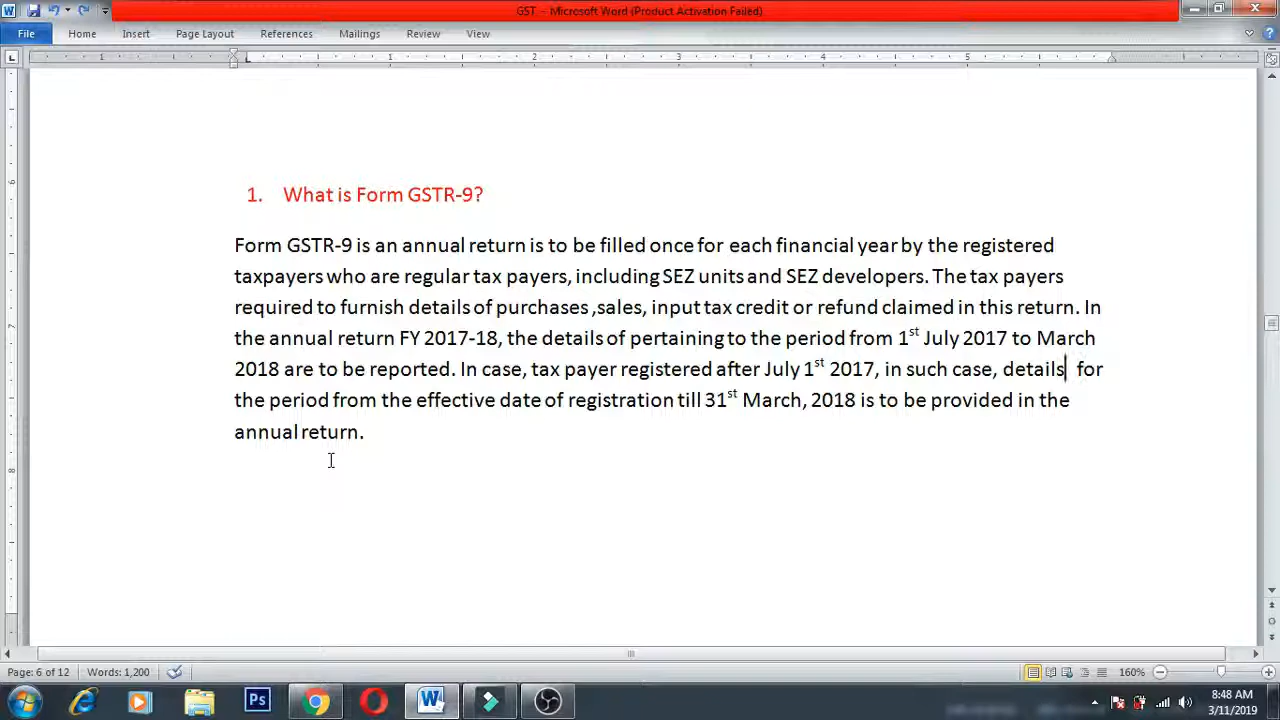 GST - Microsoft Word (Product Activation Failed)
File Home Insert Page Layout References Mailings Review View
1 1 2 3 4 5
1. What is Form GSTR-9?
Form GSTR-9 is an annual return is to be filled once for each financial year by the registered
taxpayers who are regular tax payers, including SEZ units and SEZ developers. The tax payers
required to furnish details of purchases ,sales, input tax credit or refund claimed in this return. In
the annual return FY 2017-18, the details of pertaining to the period from 1st July 2017 to March
2018 are to be reported. In case, tax payer registered after July 1st 2017, in such case, details for
the period from the effective date of registration till 31st March, 2018 is to be provided in the
annual return.
Page: 6 of 12 Words: 1,200 160%
Ps W 8:48 AM
3/11/2019